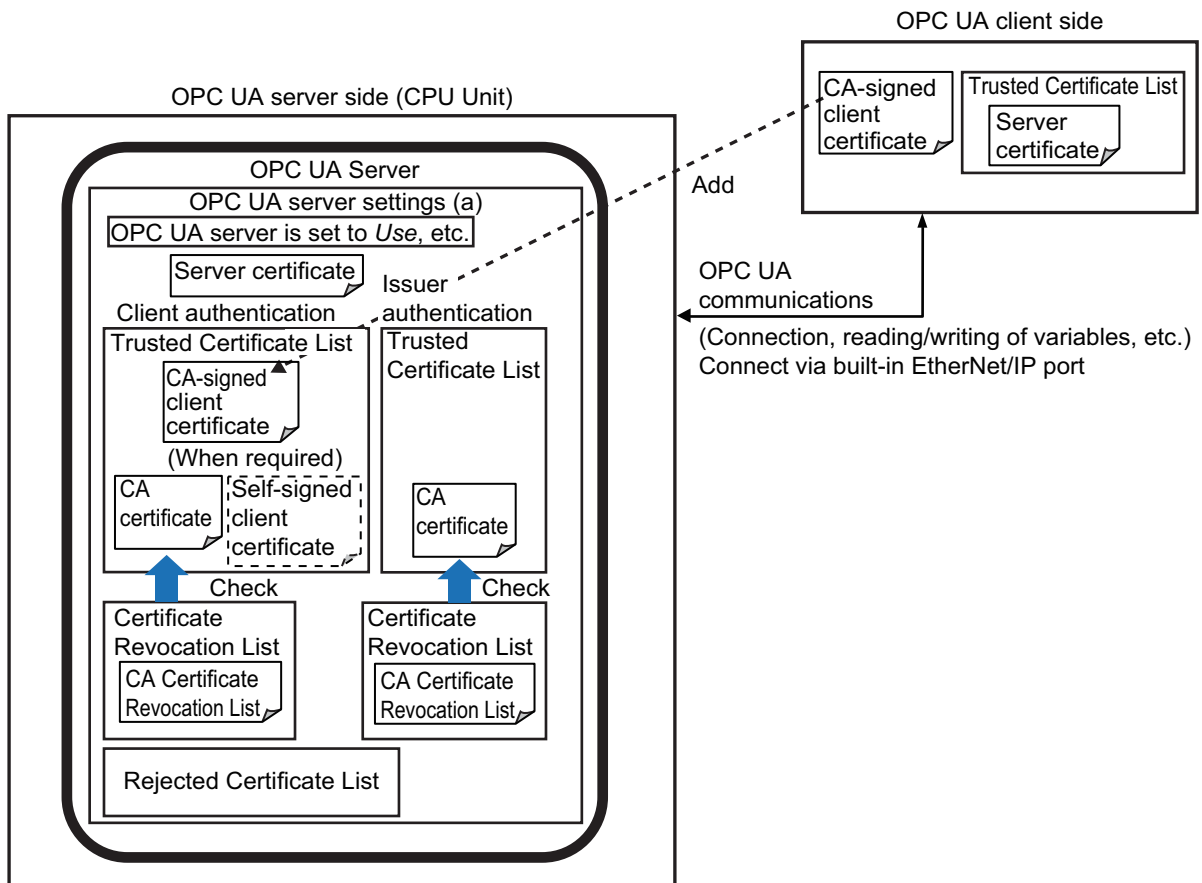 OPC UA client side
CA-signed
client
certificate
Trusted Certificate List
Server
certificate
OPC UA server side (CPU Unit)
OPC UA Server
OPC UA server settings (a)
OPC UA server is set to Use, etc.
Server certificate
Add
OPC UA
communications
(Connection, reading/writing of variables, etc.)
Connect via built-in EtherNet/IP port
Client authentication
Trusted Certificate List
CA-signed
client
certificate
(When required)
CA
certificate
Self-signed
client
certificate
Issuer
authentication
Trusted
Certificate List
CA
certificate
Check
Check
Certificate
Revocation List
CA Certificate
Revocation List
Certificate
Revocation List
CA Certificate
Revocation List
Rejected Certificate List